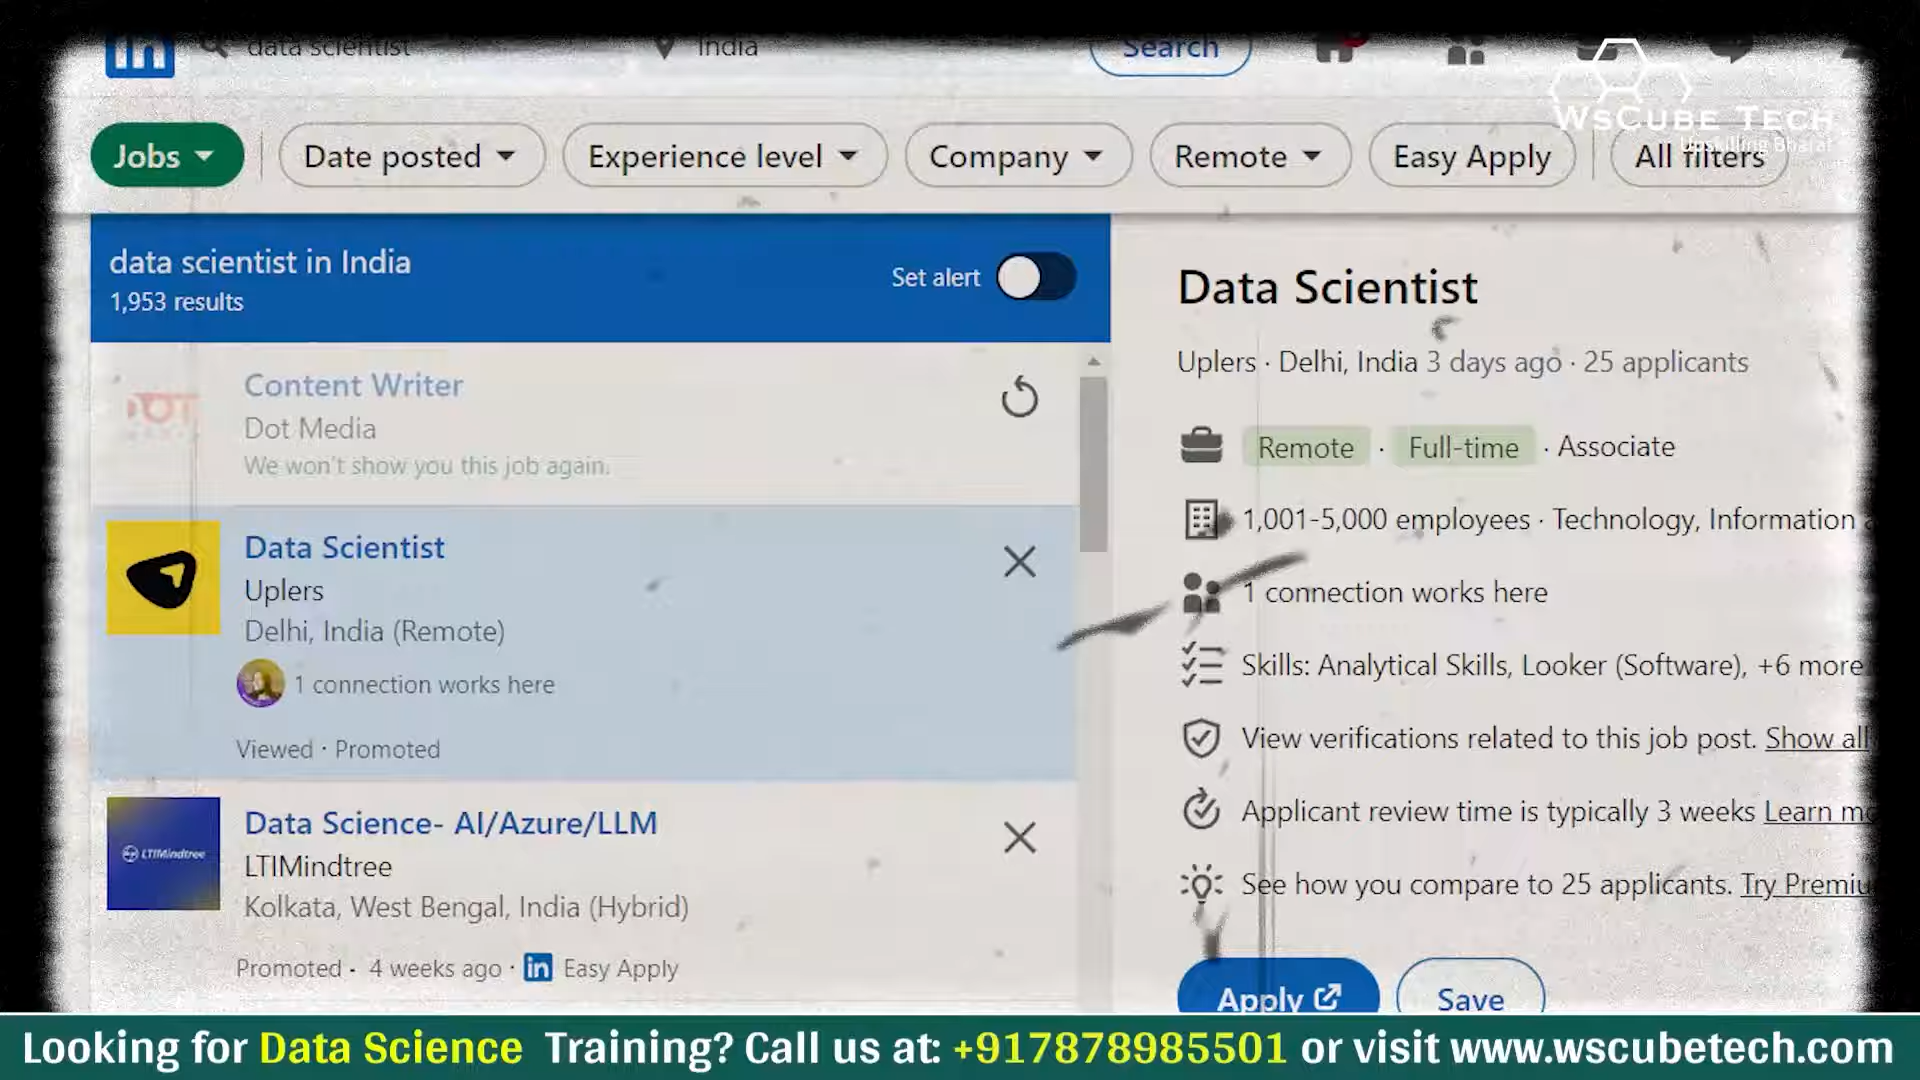 in data scientist India Search
WsCube Tech
Upskilling Bharat
Jobs Date posted Experience level Company Remote Easy Apply All filters
data scientist in India
1,953 results
Set alert
Content Writer
Dot Media
We won't show you this job again.
Data Scientist
Uplers
Delhi, India (Remote)
1 connection works here
Viewed · Promoted
LTIMindtree
Data Science- AI/Azure/LLM
LTIMindtree
Kolkata, West Bengal, India (Hybrid)
Promoted · 4 weeks ago · in Easy Apply
Data Scientist
Uplers · Delhi, India 3 days ago · 25 applicants
Remote · Full-time · Associate
1,001-5,000 employees · Technology, Information
1 connection works here
Skills: Analytical Skills, Looker (Software), +6 more
View verifications related to this job post. Show all
Applicant review time is typically 3 weeks Learn
See how you compare to 25 applicants. Try
Apply Save
Looking for Data Science Training? Call us at: +917878985501 or visit www.wscubetech.com